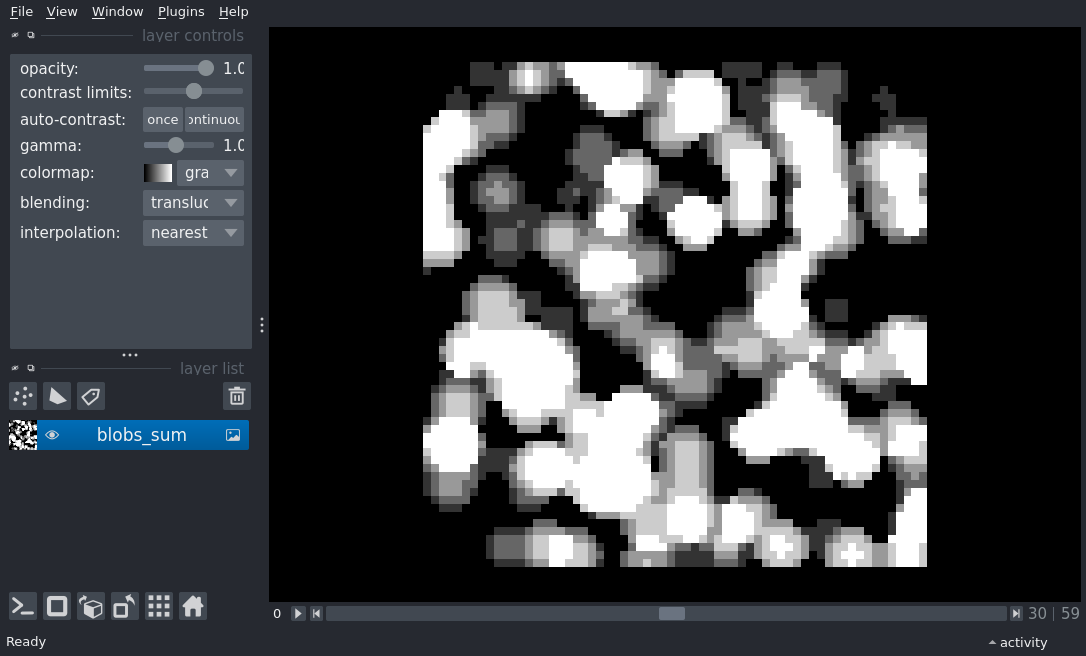 File View Window Plugins Help
layer controls
opacity: 1.0
contrast limits:
auto-contrast: once ontinuou
gamma: 1.0
colormap: gra
blending: transluc
interpolation: nearest
layer list
blobs_sum
0 30 | 59
Ready activity